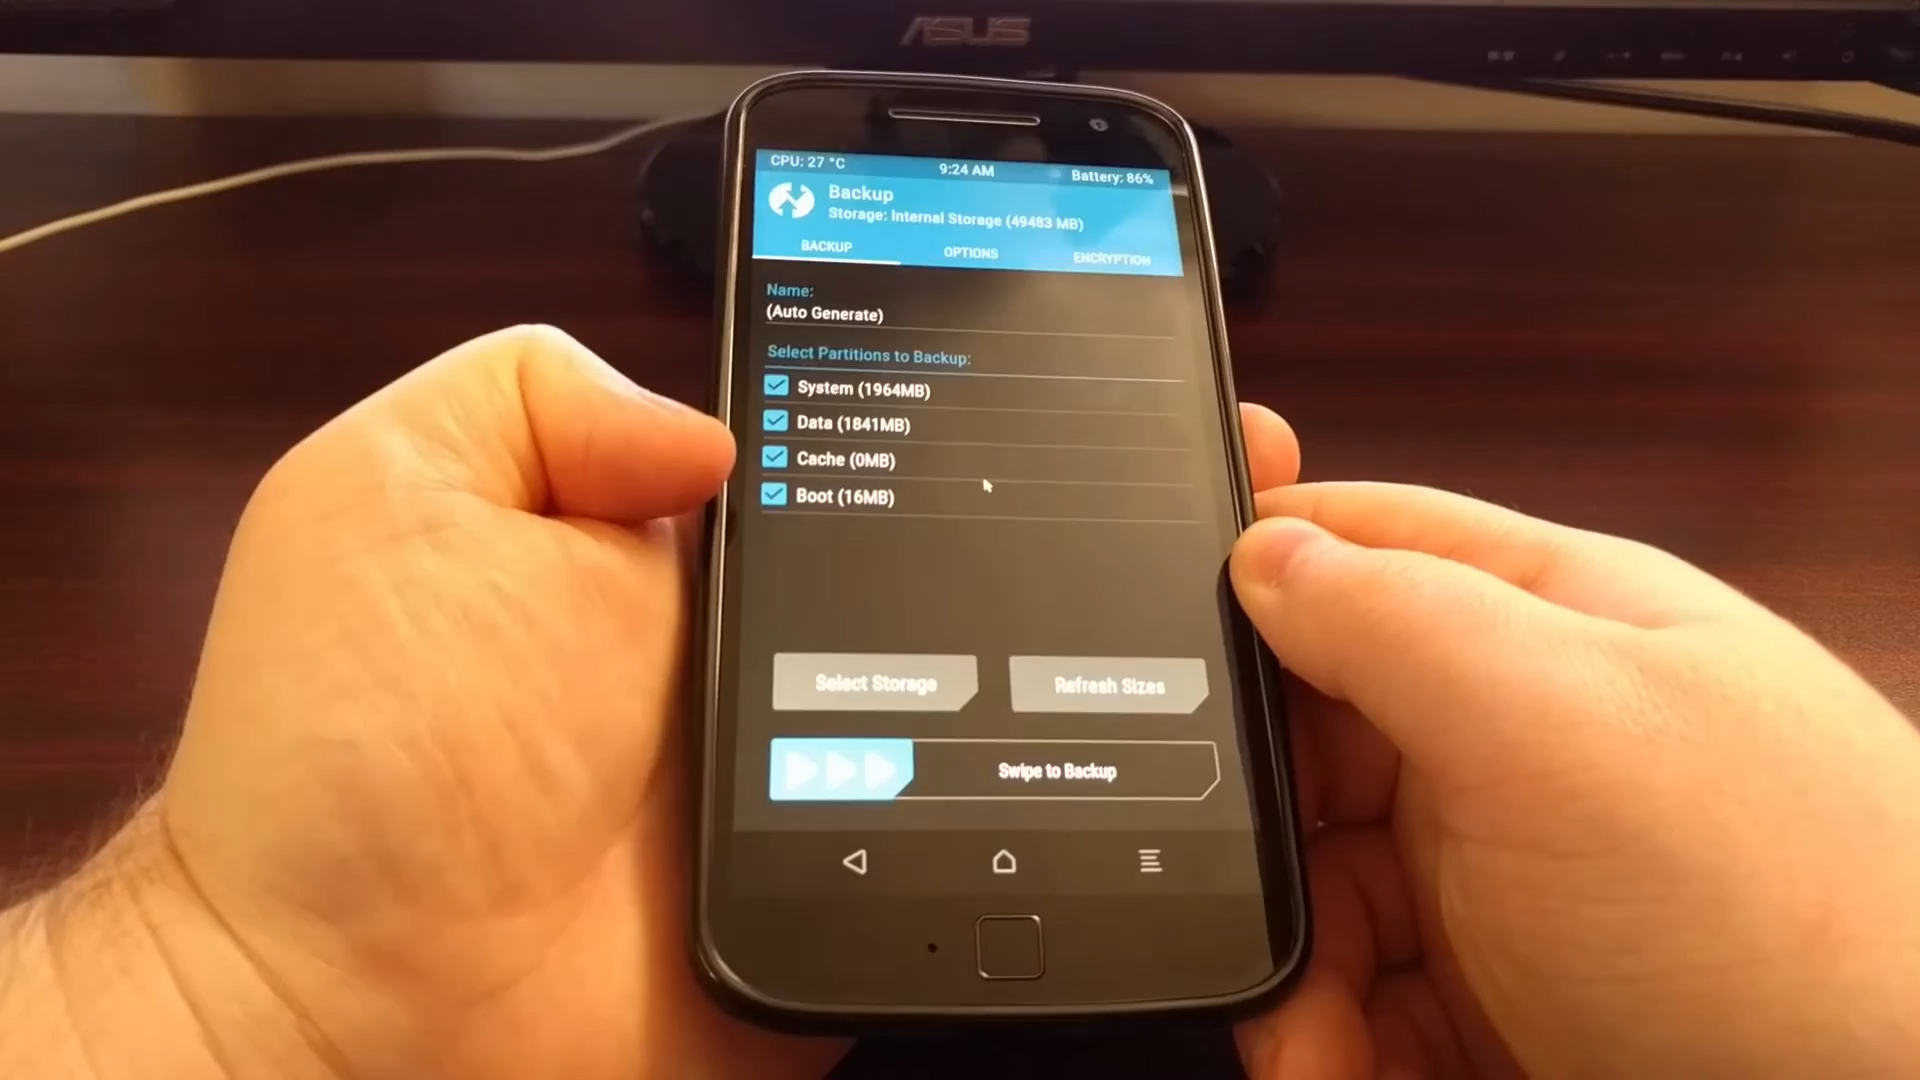 ASUS
CPU: 27 °C 9:24 AM Battery: 86%
Backup
Storage: Internal Storage (49483 MB)
BACKUP OPTIONS ENCRYPTION
Name:
(Auto Generate)
Select Partitions to Backup:
System (1964MB)
Data (1841MB)
Cache (0MB)
Boot (16MB)
Select Storage Refresh Sizes
Swipe to Backup